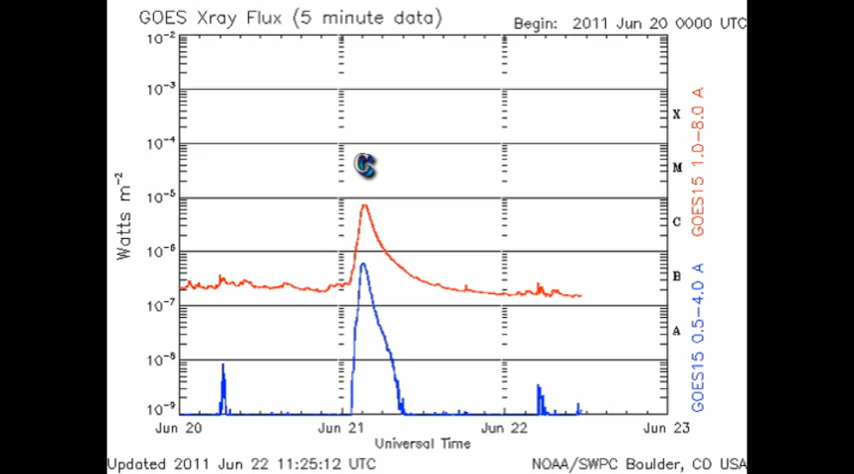 GOES Xray Flux (5 minute data)
Begin: 2011 Jun 20 0000 UTC
10-2
10-3
10-4
10-5
10-6
10-7
10-8
10-9
Watts m-2
C
X
M
C
B
A
GOES15 1.0-8.0 A
GOES15 0.5-4.0 A
Jun 20 Jun 21 Jun 22 Jun 23
Universal Time
Updated 2011 Jun 22 11:25:12 UTC
NOAA/SWPC Boulder, CO USA